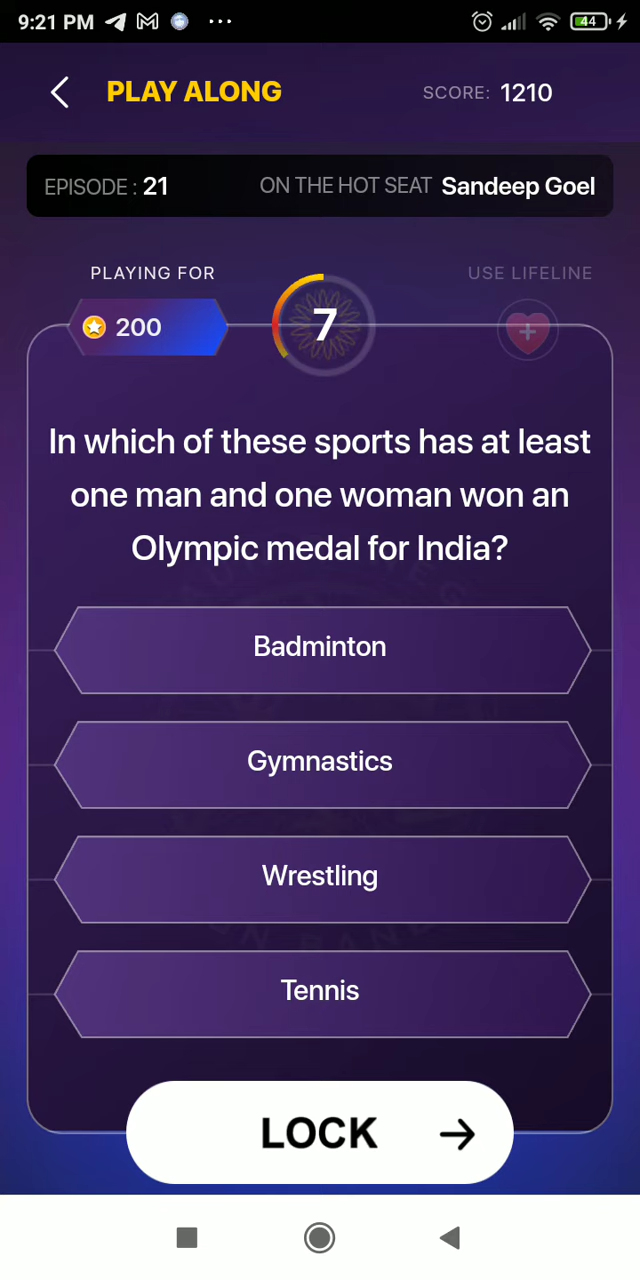 9:21 PM ... 44
PLAY ALONG SCORE: 1210
EPISODE : 21 ON THE HOT SEAT Sandeep Goel
PLAYING FOR USE LIFELINE
200 7
In which of these sports has at least
one man and one woman won an
Olympic medal for India?
Badminton
Gymnastics
Wrestling
Tennis
LOCK